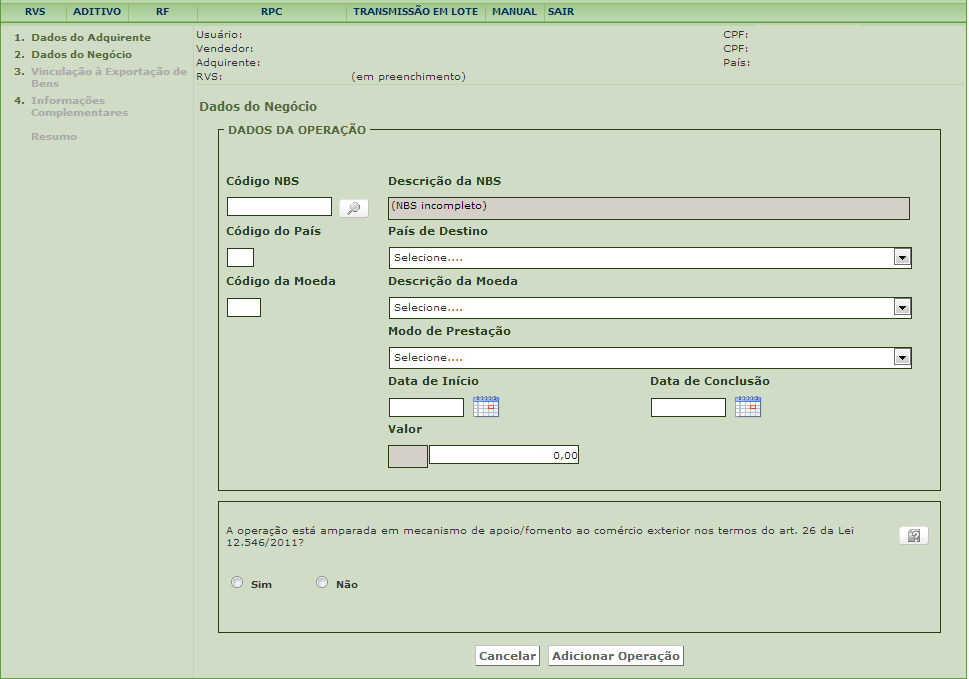 RVS ADITIVO RF RPC TRANSMISSÃO EM LOTE MANUAL SAIR
1. Dados do Adquirente
2. Dados do Negócio
3. Vinculação à Exportação de
Bens
4. Informações
Complementares
Resumo
Usuário: CPF:
Vendedor: CPF:
Adquirente: País:
RVS: (em preenchimento)
Dados do Negócio
DADOS DA OPERAÇÃO
Código NBS Descrição da NBS
(NBS incompleto)
Código do País País de Destino
Selecione....
Código da Moeda Descrição da Moeda
Selecione....
Modo de Prestação
Selecione....
Data de Início Data de Conclusão
Valor
0,00
A operação está amparada em mecanismo de apoio/fomento ao comércio exterior nos termos do art. 26 da Lei
12.546/2011?
Sim Não
Cancelar Adicionar Operação